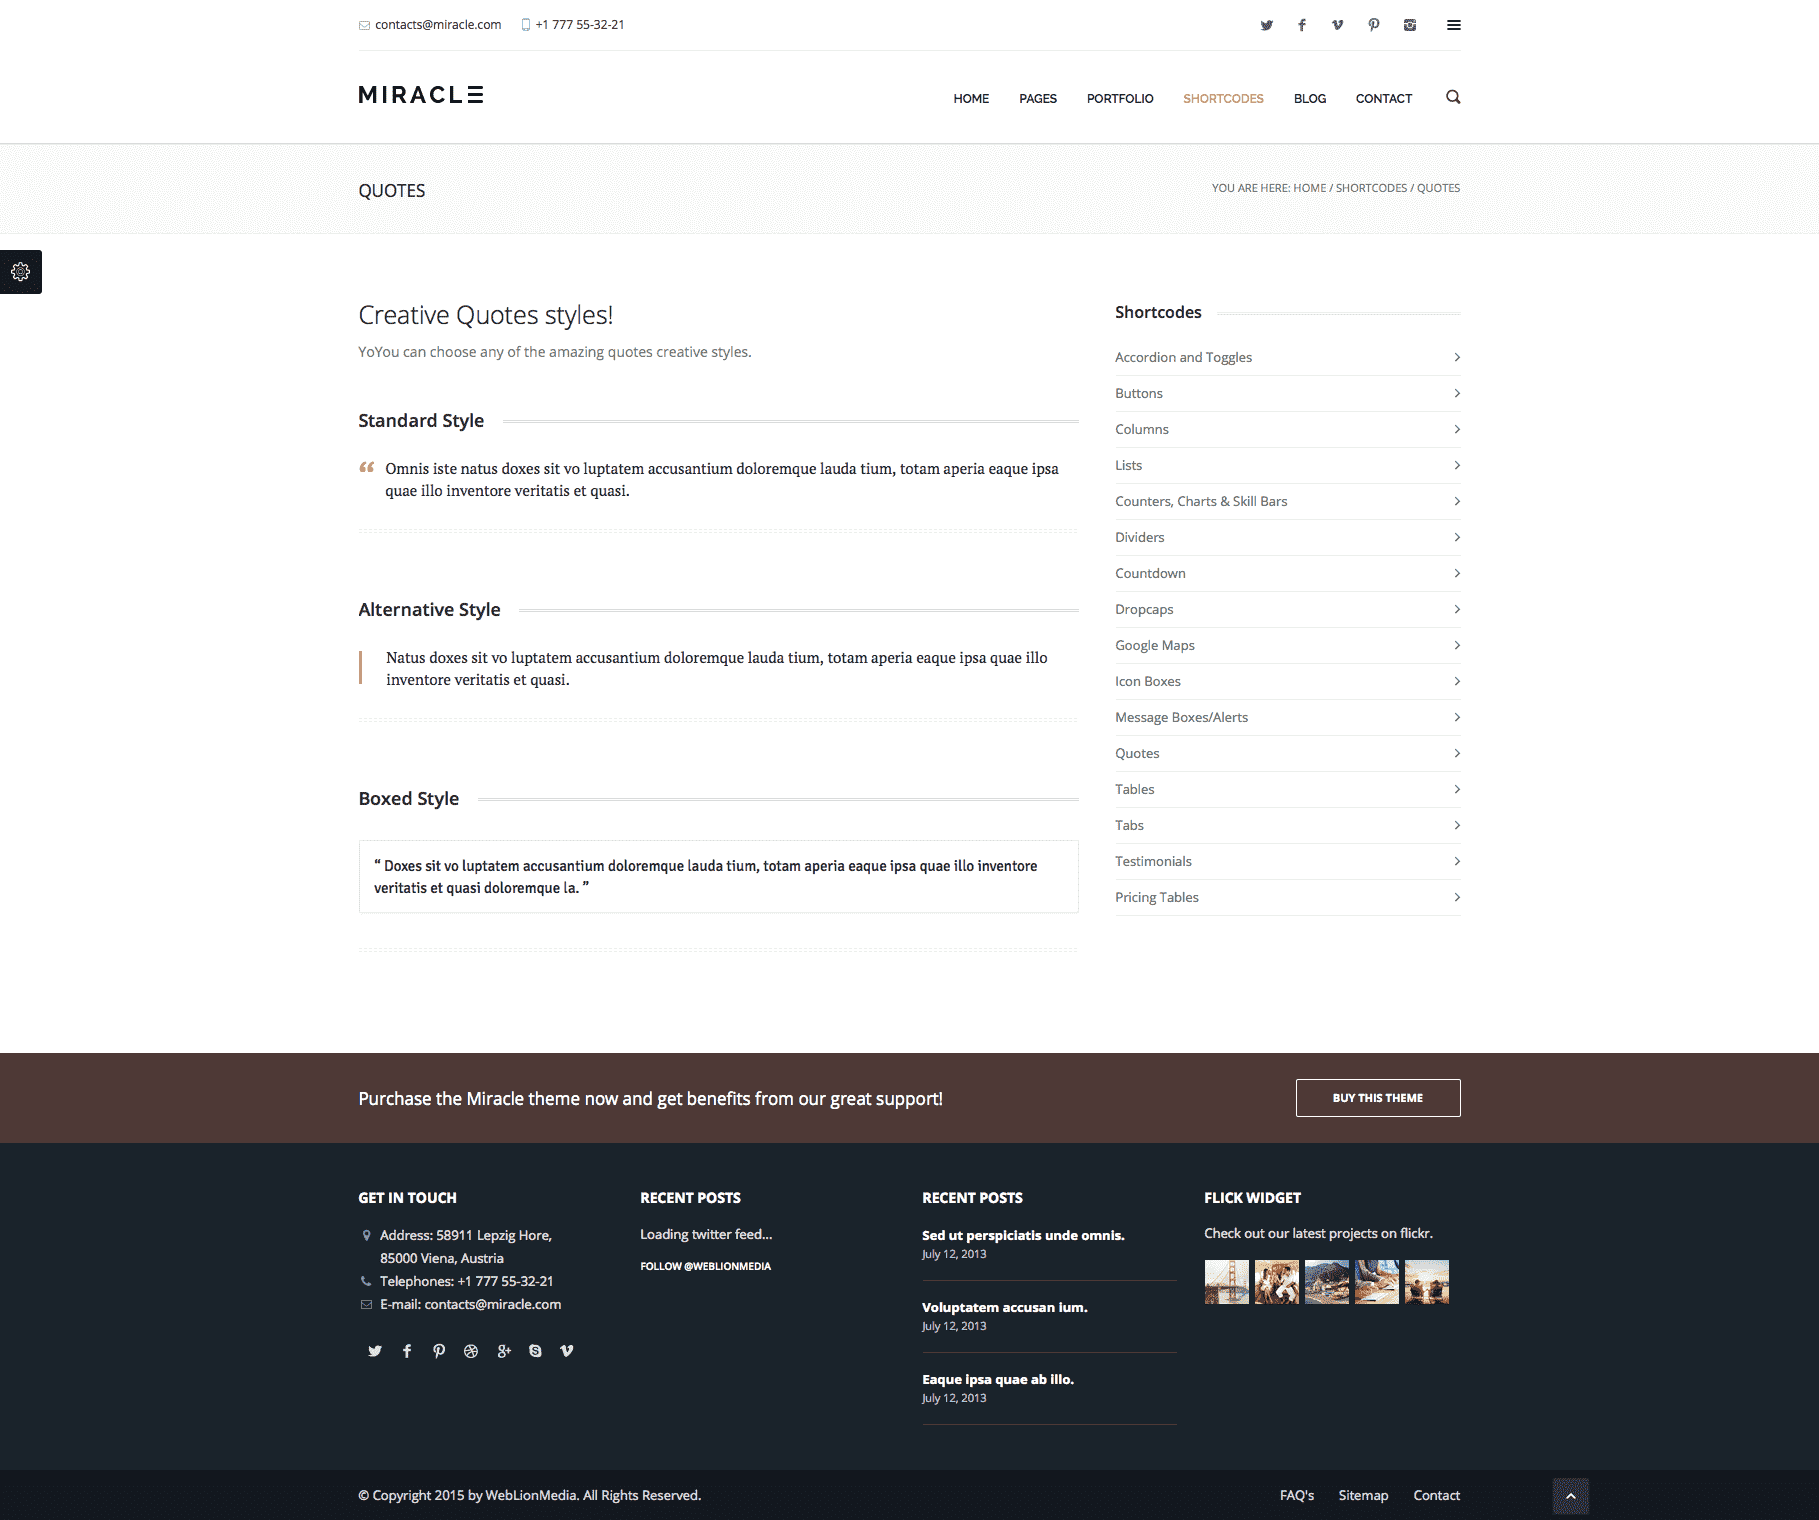 contacts@miracle.com +1 777 55-32-21
MIRACLE
HOME PAGES PORTFOLIO SHORTCODES BLOG CONTACT
QUOTES
YOU ARE HERE: HOME / SHORTCODES / QUOTES
Creative Quotes styles!
YoYou can choose any of the amazing quotes creative styles.
Standard Style
“ Omnis iste natus doxes sit vo luptatem accusantium doloremque lauda tium, totam aperia eaque ipsa
quae illo inventore veritatis et quasi.
Alternative Style
Natus doxes sit vo luptatem accusantium doloremque lauda tium, totam aperia eaque ipsa quae illo
inventore veritatis et quasi.
Boxed Style
“ Doxes sit vo luptatem accusantium doloremque lauda tium, totam aperia eaque ipsa quae illo inventore
veritatis et quasi doloremque la. ”
Shortcodes
Accordion and Toggles
Buttons
Columns
Lists
Counters, Charts & Skill Bars
Dividers
Countdown
Dropcaps
Google Maps
Icon Boxes
Message Boxes/Alerts
Quotes
Tables
Tabs
Testimonials
Pricing Tables
Purchase the Miracle theme now and get benefits from our great support!
BUY THIS THEME
GET IN TOUCH
Address: 58911 Lepzig Hore,
85000 Viena, Austria
Telephones: +1 777 55-32-21
E-mail: contacts@miracle.com
RECENT POSTS
Loading twitter feed...
FOLLOW @WEBLIONMEDIA
RECENT POSTS
Sed ut perspiciatis unde omnis.
July 12, 2013
Voluptatem accusan ium.
July 12, 2013
Eaque ipsa quae ab illo.
July 12, 2013
FLICK WIDGET
Check out our latest projects on flickr.
© Copyright 2015 by WebLionMedia. All Rights Reserved.
FAQ's Sitemap Contact